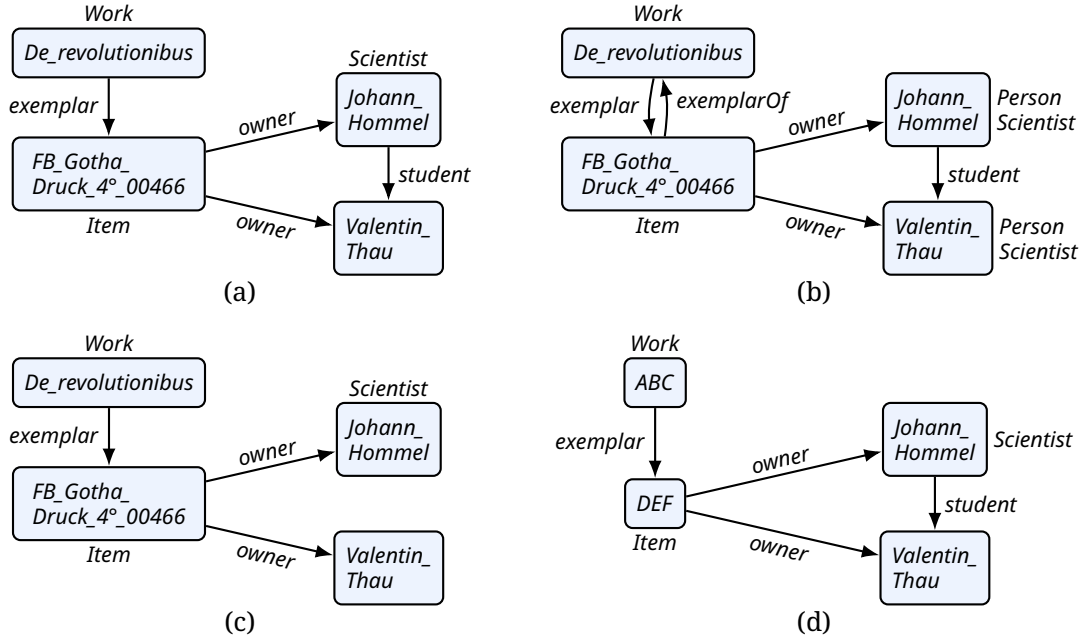 Work
De_revolutionibus
exemplar
FB_Gotha_
Druck_4°_00466
Item
owner
owner
Scientist
Johann_
Hommel
student
Valentin_
Thau
(a)
Work
De_revolutionibus
exemplar
exemplarOf
FB_Gotha_
Druck_4°_00466
Item
owner
owner
Johann_
Hommel
Person
Scientist
student
Valentin_
Thau
Person
Scientist
(b)
Work
De_revolutionibus
exemplar
FB_Gotha_
Druck_4°_00466
Item
owner
owner
Scientist
Johann_
Hommel
Valentin_
Thau
(c)
Work
ABC
exemplar
DEF
Item
owner
owner
Johann_
Hommel
Scientist
student
Valentin_
Thau
(d)